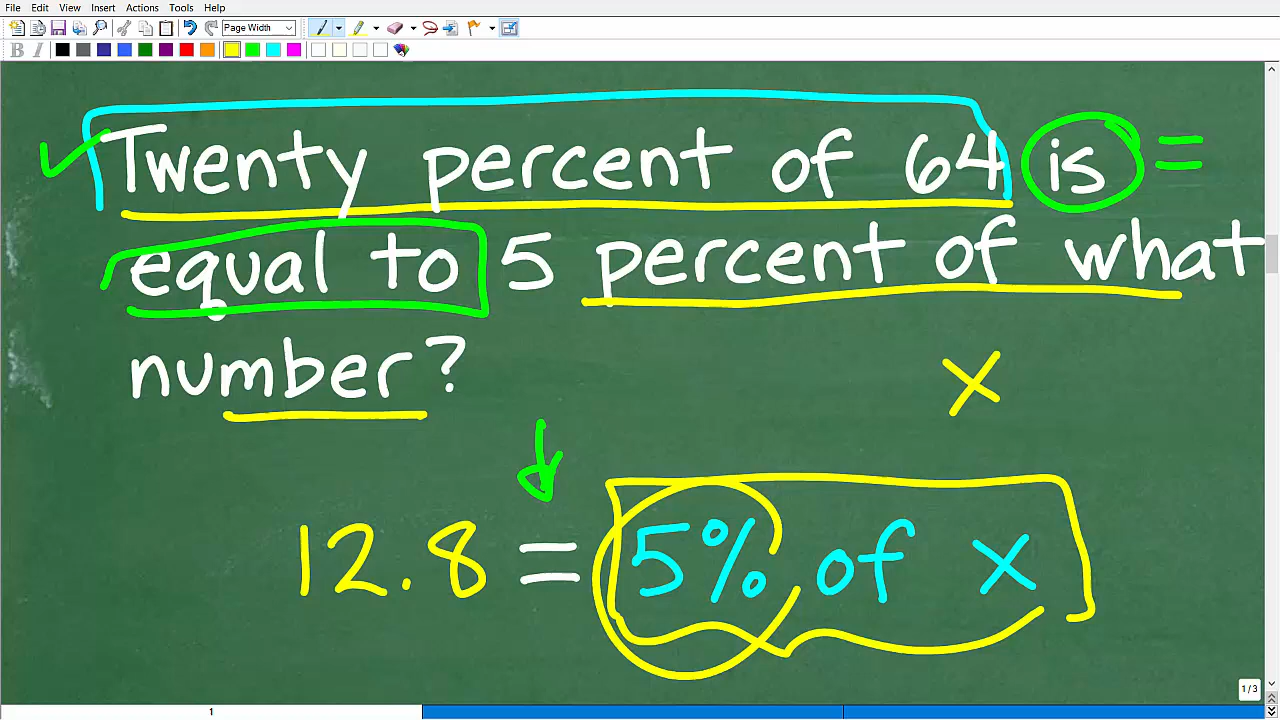 File Edit View Insert Actions Tools Help
Page Width
B I
Twenty percent of 64 is =
equal to 5 percent of what
number?
x
12.8 = 5% of x
1/3
1